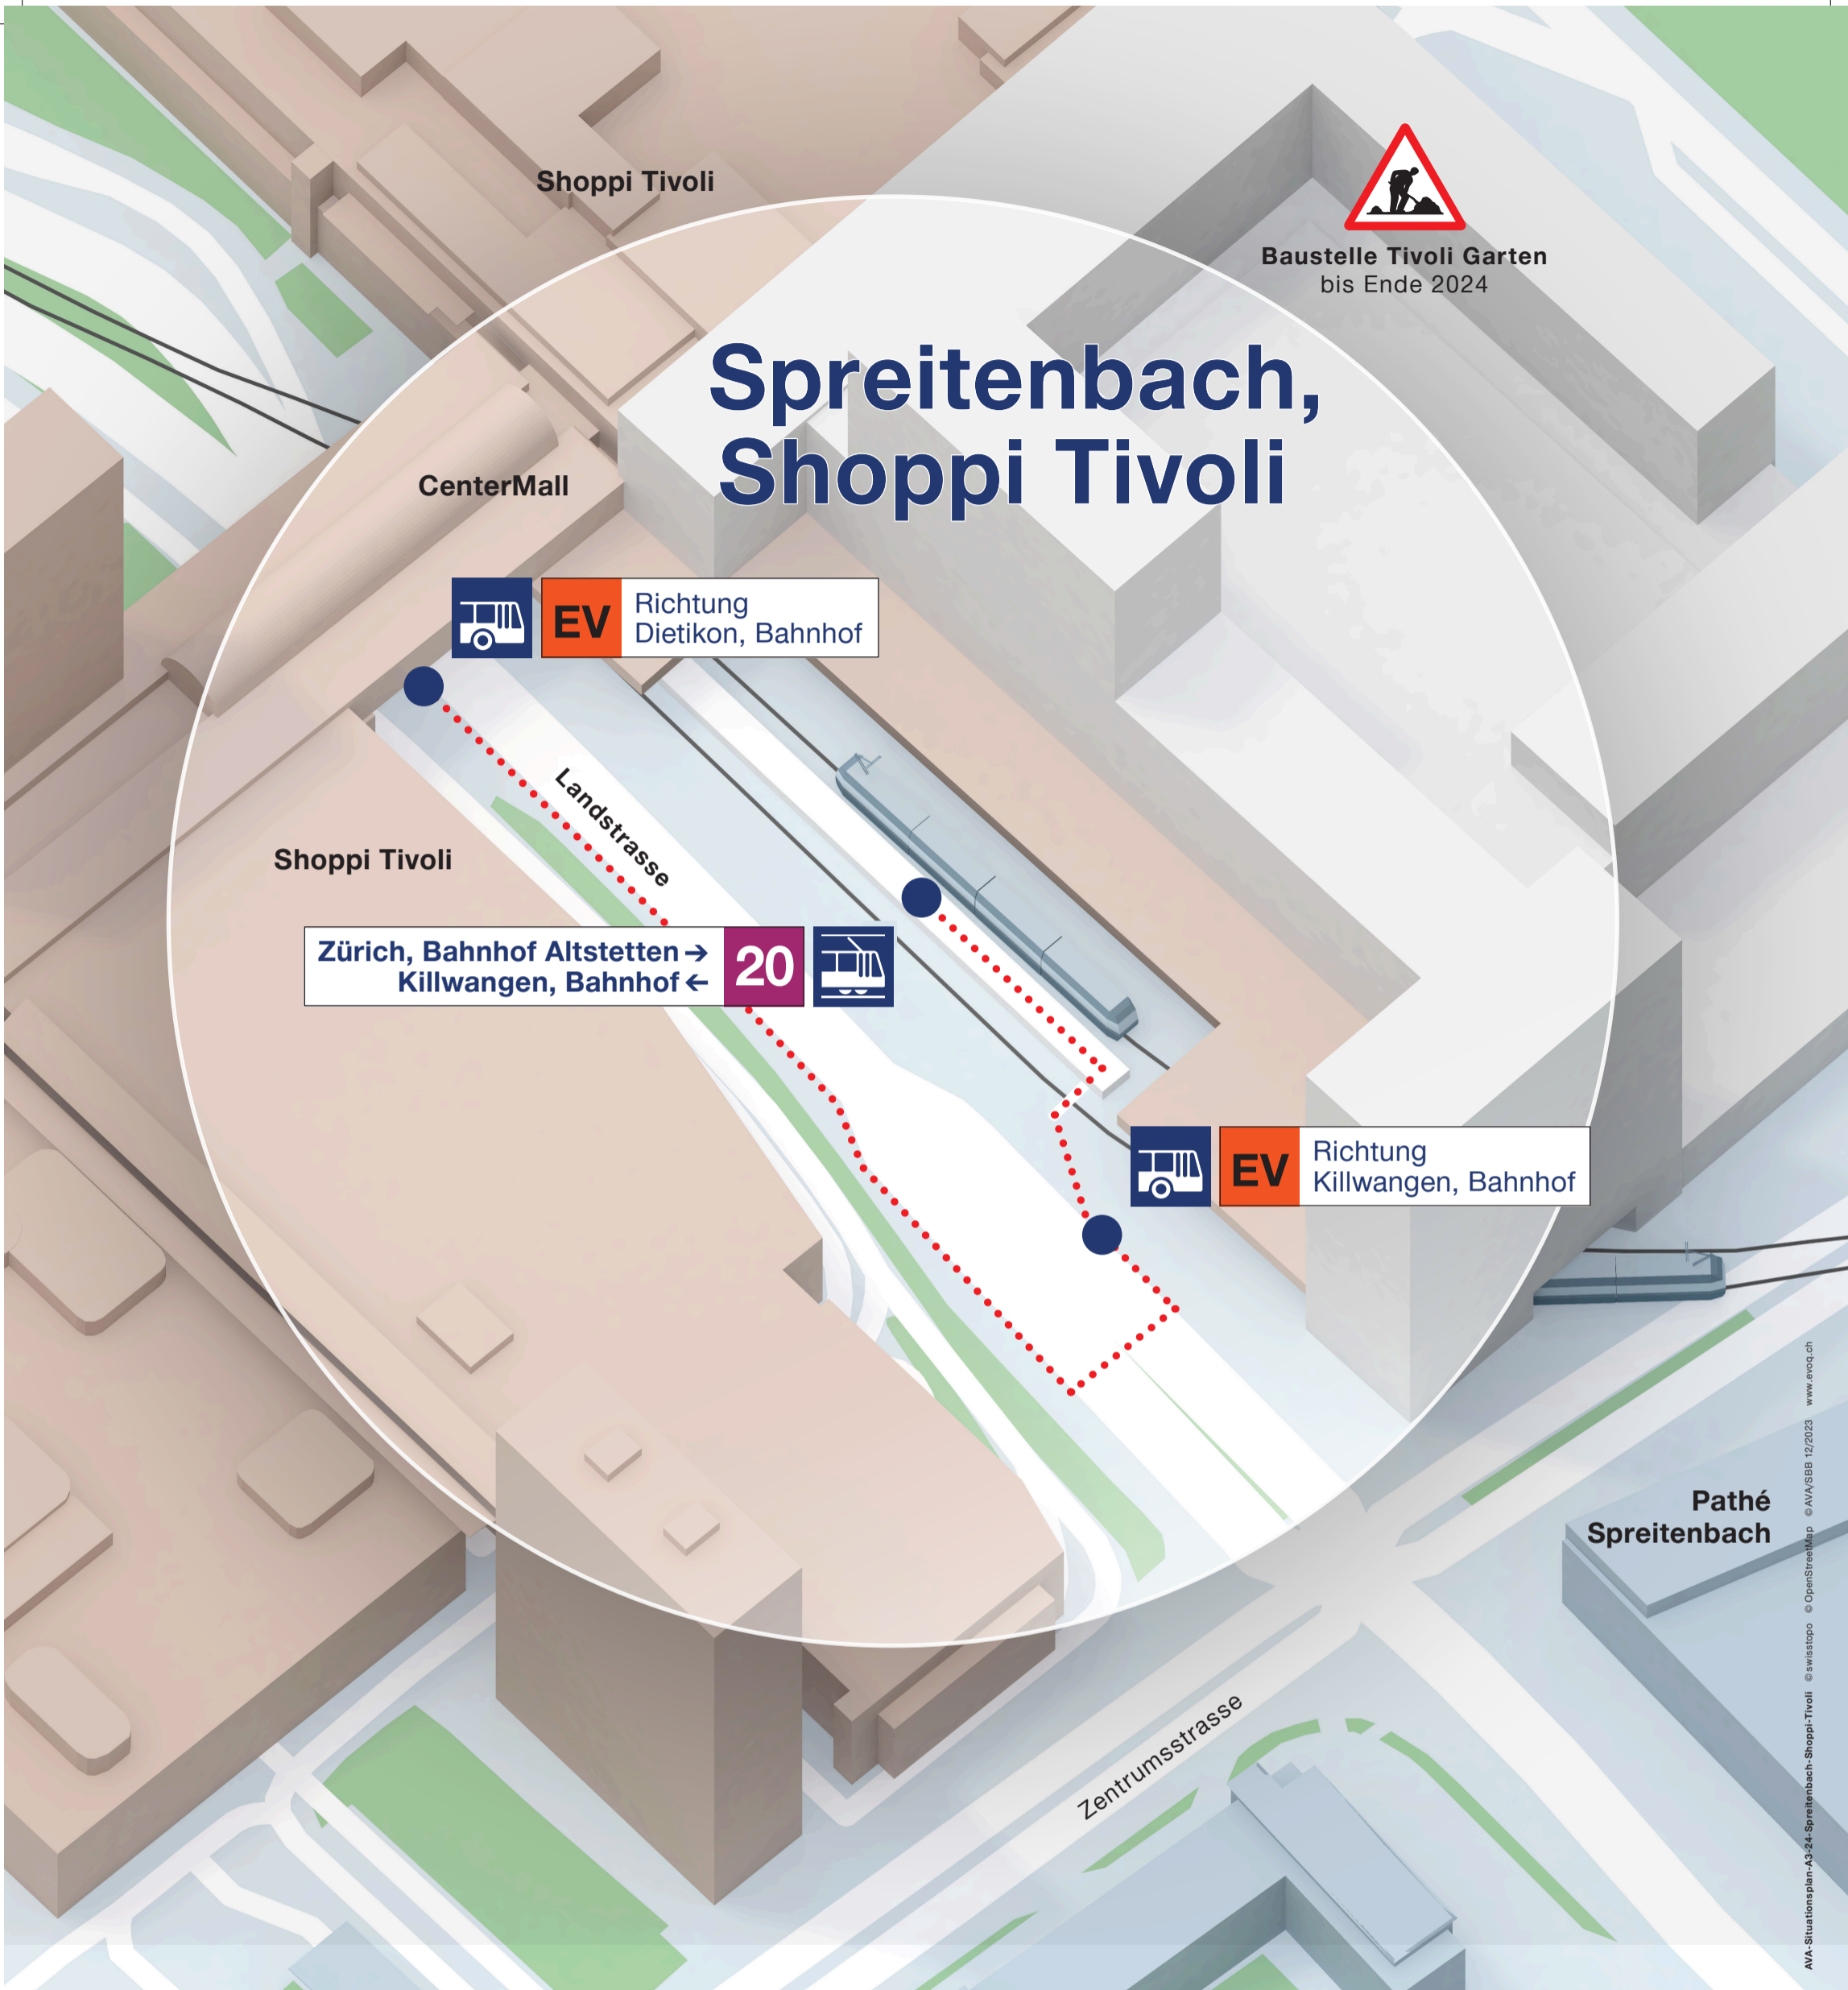 Shoppi Tivoli
Baustelle Tivoli Garten
bis Ende 2024
Spreitenbach,
Shoppi Tivoli
CenterMall
EV
Richtung
Dietikon, Bahnhof
Landstrasse
Shoppi Tivoli
Zürich, Bahnhof Altstetten →
Killwangen, Bahnhof ←
20
EV
Richtung
Killwangen, Bahnhof
Pathé
Spreitenbach
Zentrumsstrasse
AVA-Situationsplan-A3-24-Spreitenbach-Shoppi-Tivoli © swisstopo © OpenStreetMap © AVA/SBB 12/2023 www.evoq.ch